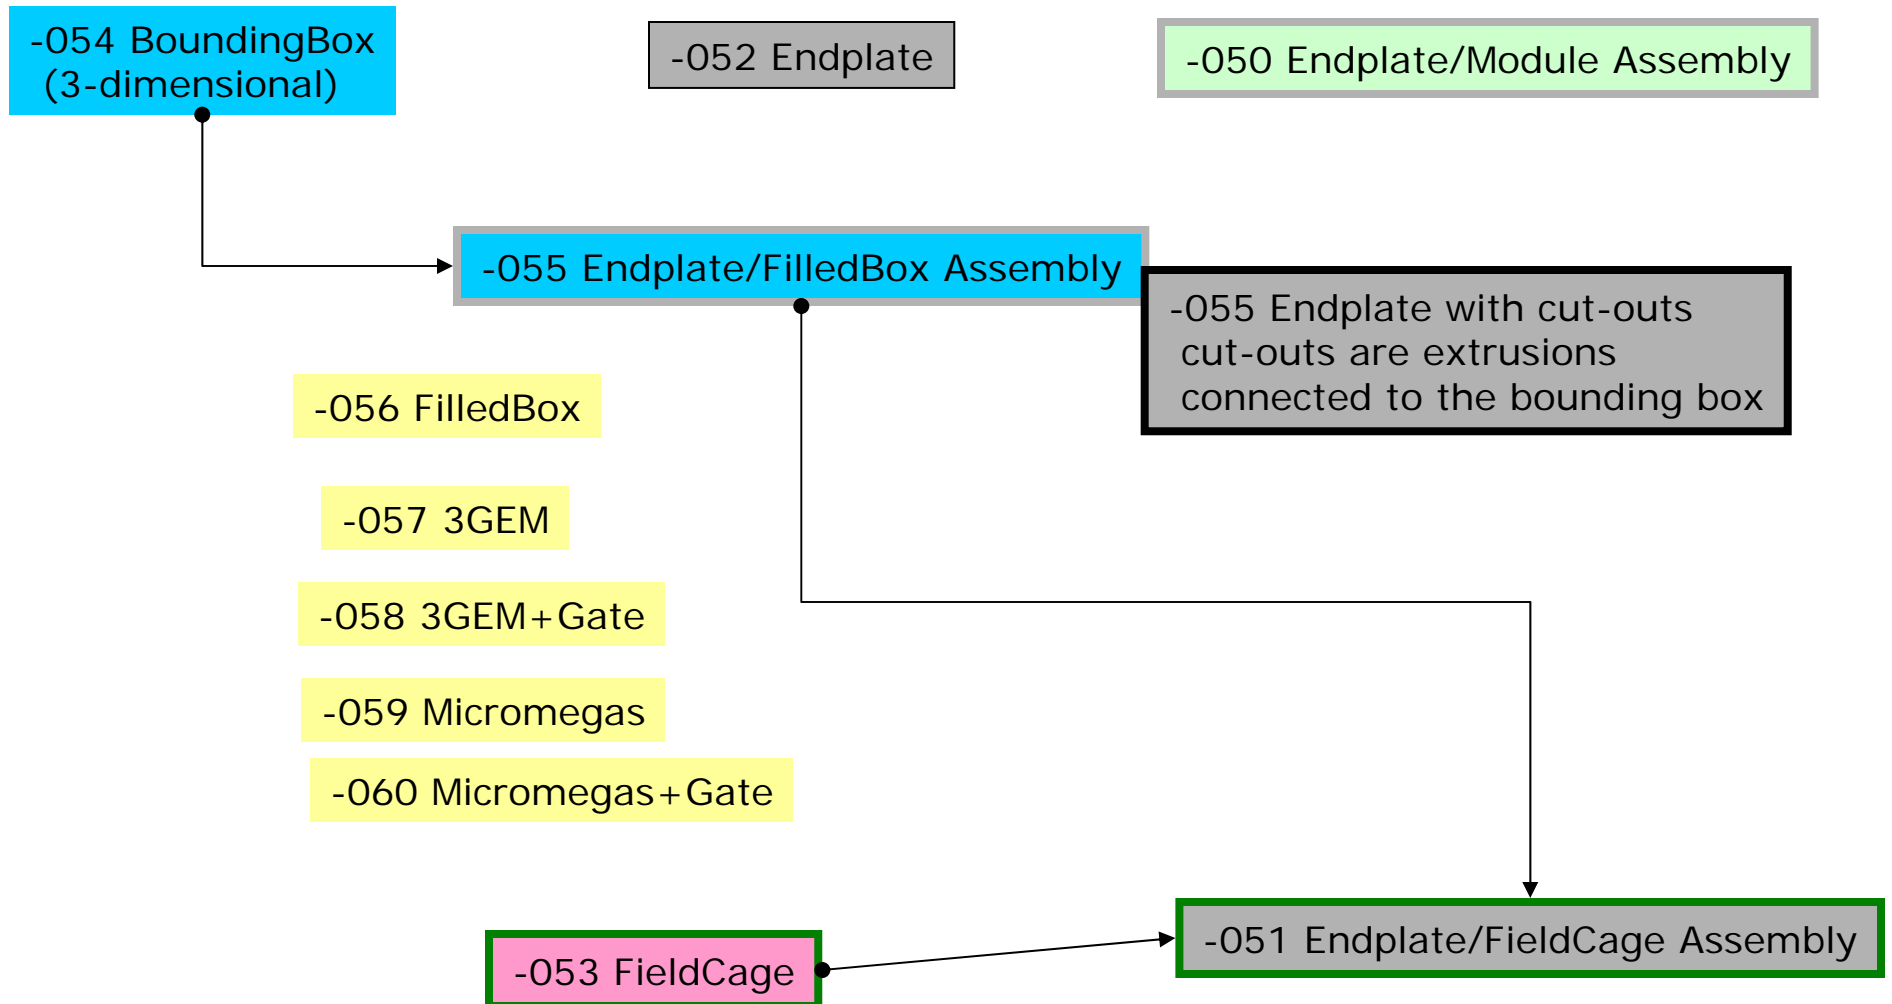 -054 BoundingBox
(3-dimensional)
-052 Endplate
-050 Endplate/Module Assembly
-055 Endplate/FilledBox Assembly
-055 Endplate with cut-outs
cut-outs are extrusions
connected to the bounding box
-056 FilledBox
-057 3GEM
-058 3GEM+Gate
-059 Micromegas
-060 Micromegas+Gate
-053 FieldCage
-051 Endplate/FieldCage Assembly